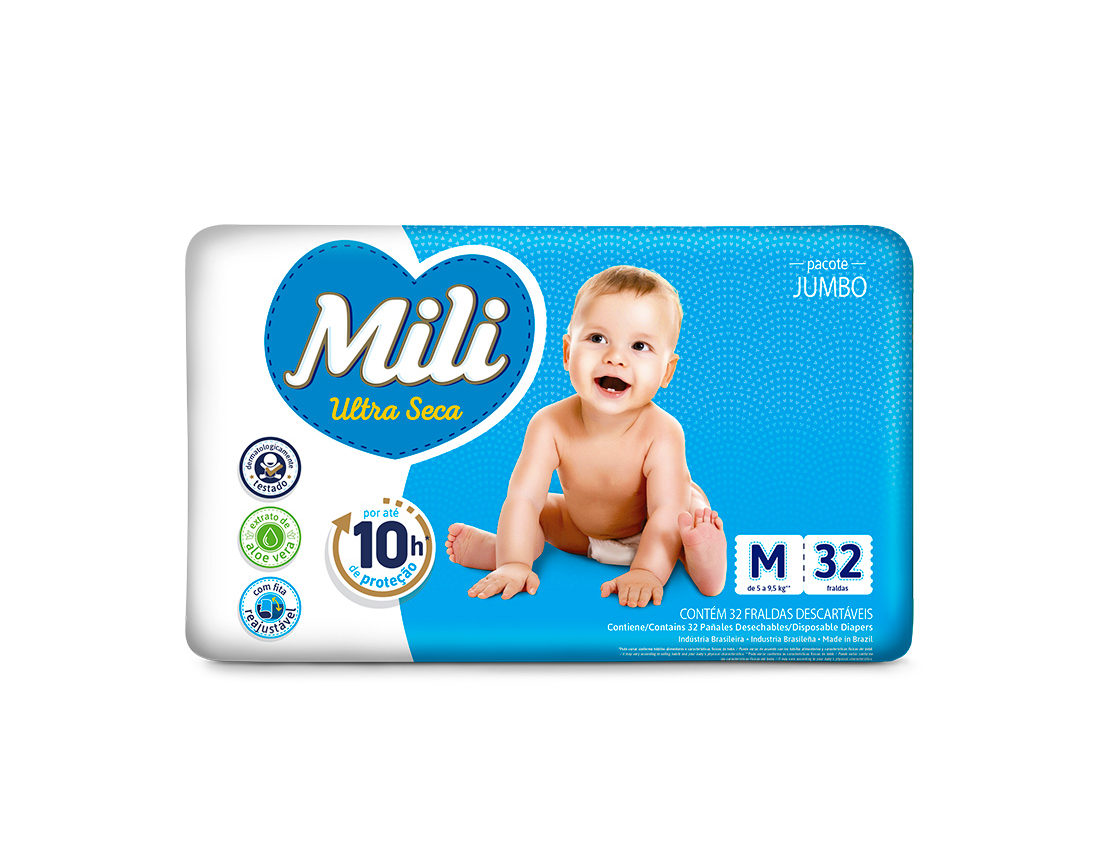 Mili
Ultra Seca
pacote
JUMBO
dermatologicamente
testado
extrato de
aloe vera
com fita
reajustável
por até
10h*
de proteção
M
de 5 a 9,5 kg**
32
fraldas
CONTÉM 32 FRALDAS DESCARTÁVEIS
Contiene/Contains 32 Pañales Desechables/Disposable Diapers
Indústria Brasileira • Industria Brasileña • Made in Brazil